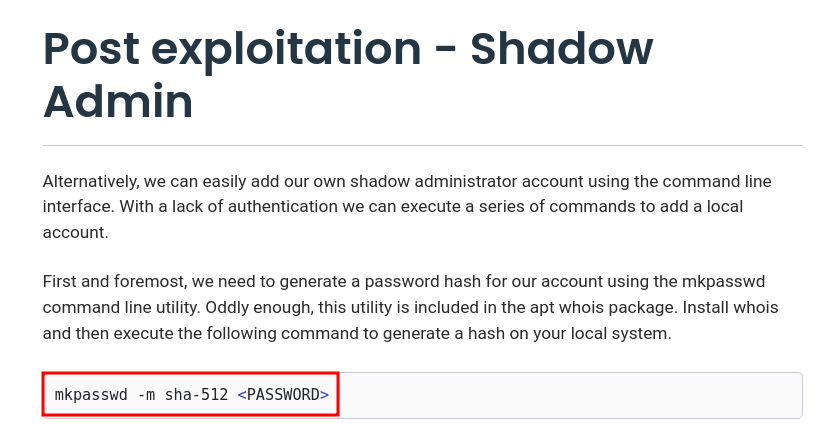 Post exploitation - Shadow
Admin
Alternatively, we can easily add our own shadow administrator account using the command line
interface. With a lack of authentication we can execute a series of commands to add a local
account.
First and foremost, we need to generate a password hash for our account using the mkpasswd
command line utility. Oddly enough, this utility is included in the apt whois package. Install whois
and then execute the following command to generate a hash on your local system.
mkpasswd -m sha-512 <PASSWORD>